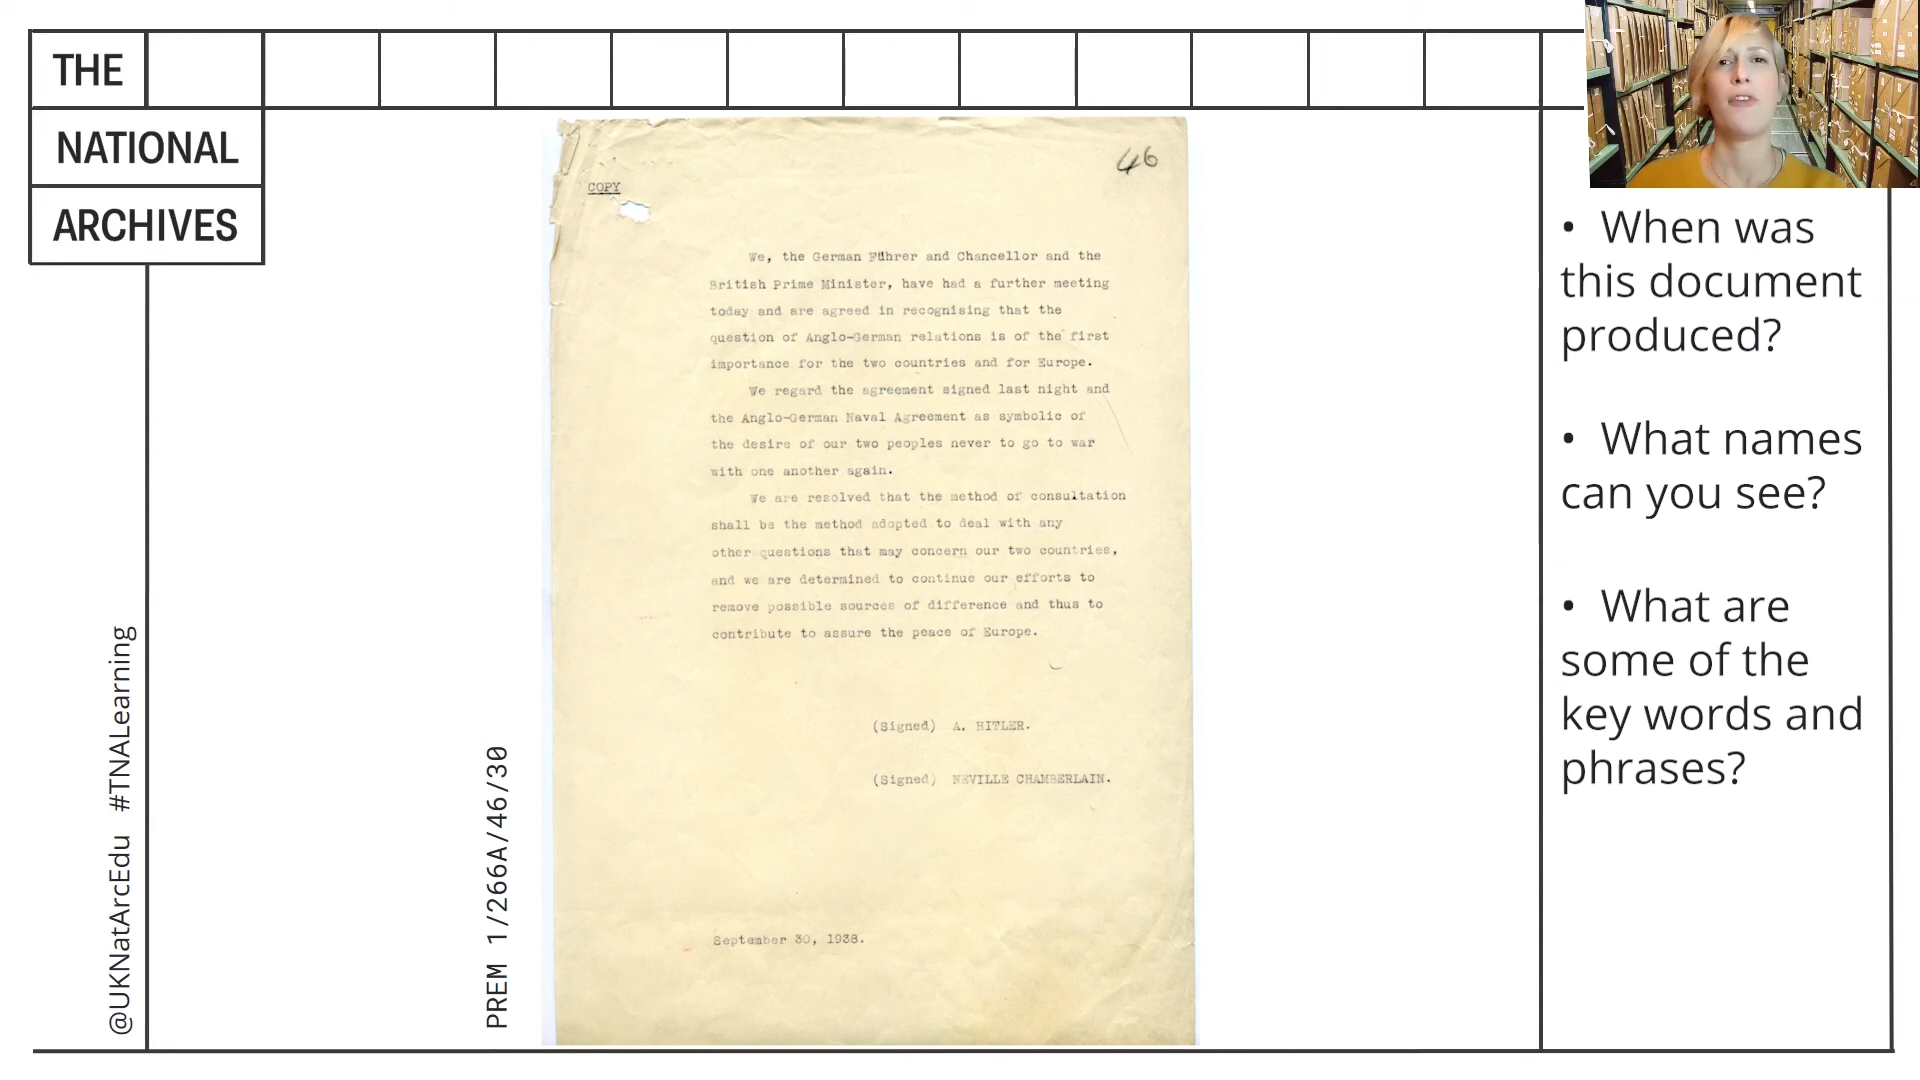 THE
NATIONAL
ARCHIVES
@UKNatArcEdu #TNALearning
PREM 1/266A/46/30
46
COPY
We, the German Führer and Chancellor and the
British Prime Minister, have had a further meeting
today and are agreed in recognising that the
question of Anglo-German relations is of the first
importance for the two countries and for Europe.
We regard the agreement signed last night and
the Anglo-German Naval Agreement as symbolic of
the desire of our two peoples never to go to war
with one another again.
We are resolved that the method of consultation
shall be the method adopted to deal with any
other questions that may concern our two countries,
and we are determined to continue our efforts to
remove possible sources of difference and thus to
contribute to assure the peace of Europe.
(Signed) A. HITLER.
(Signed) NEVILLE CHAMBERLAIN.
September 30, 1938.
• When was
this document
produced?
• What names
can you see?
• What are
some of the
key words and
phrases?